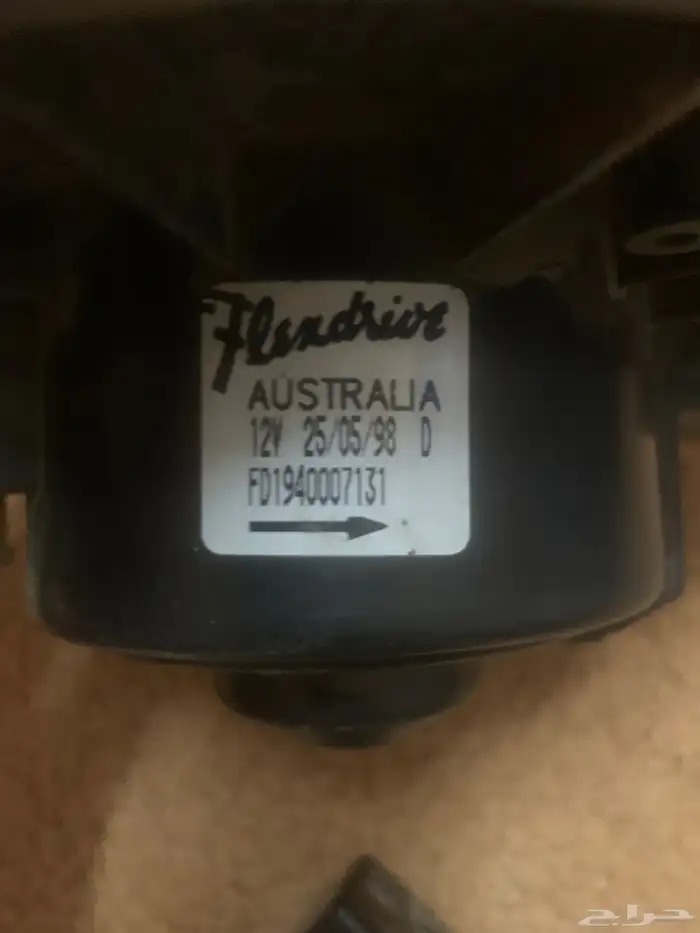 Flexdrive
AUSTRALIA
12V 25/05/98 D
FD1940007131
حراج